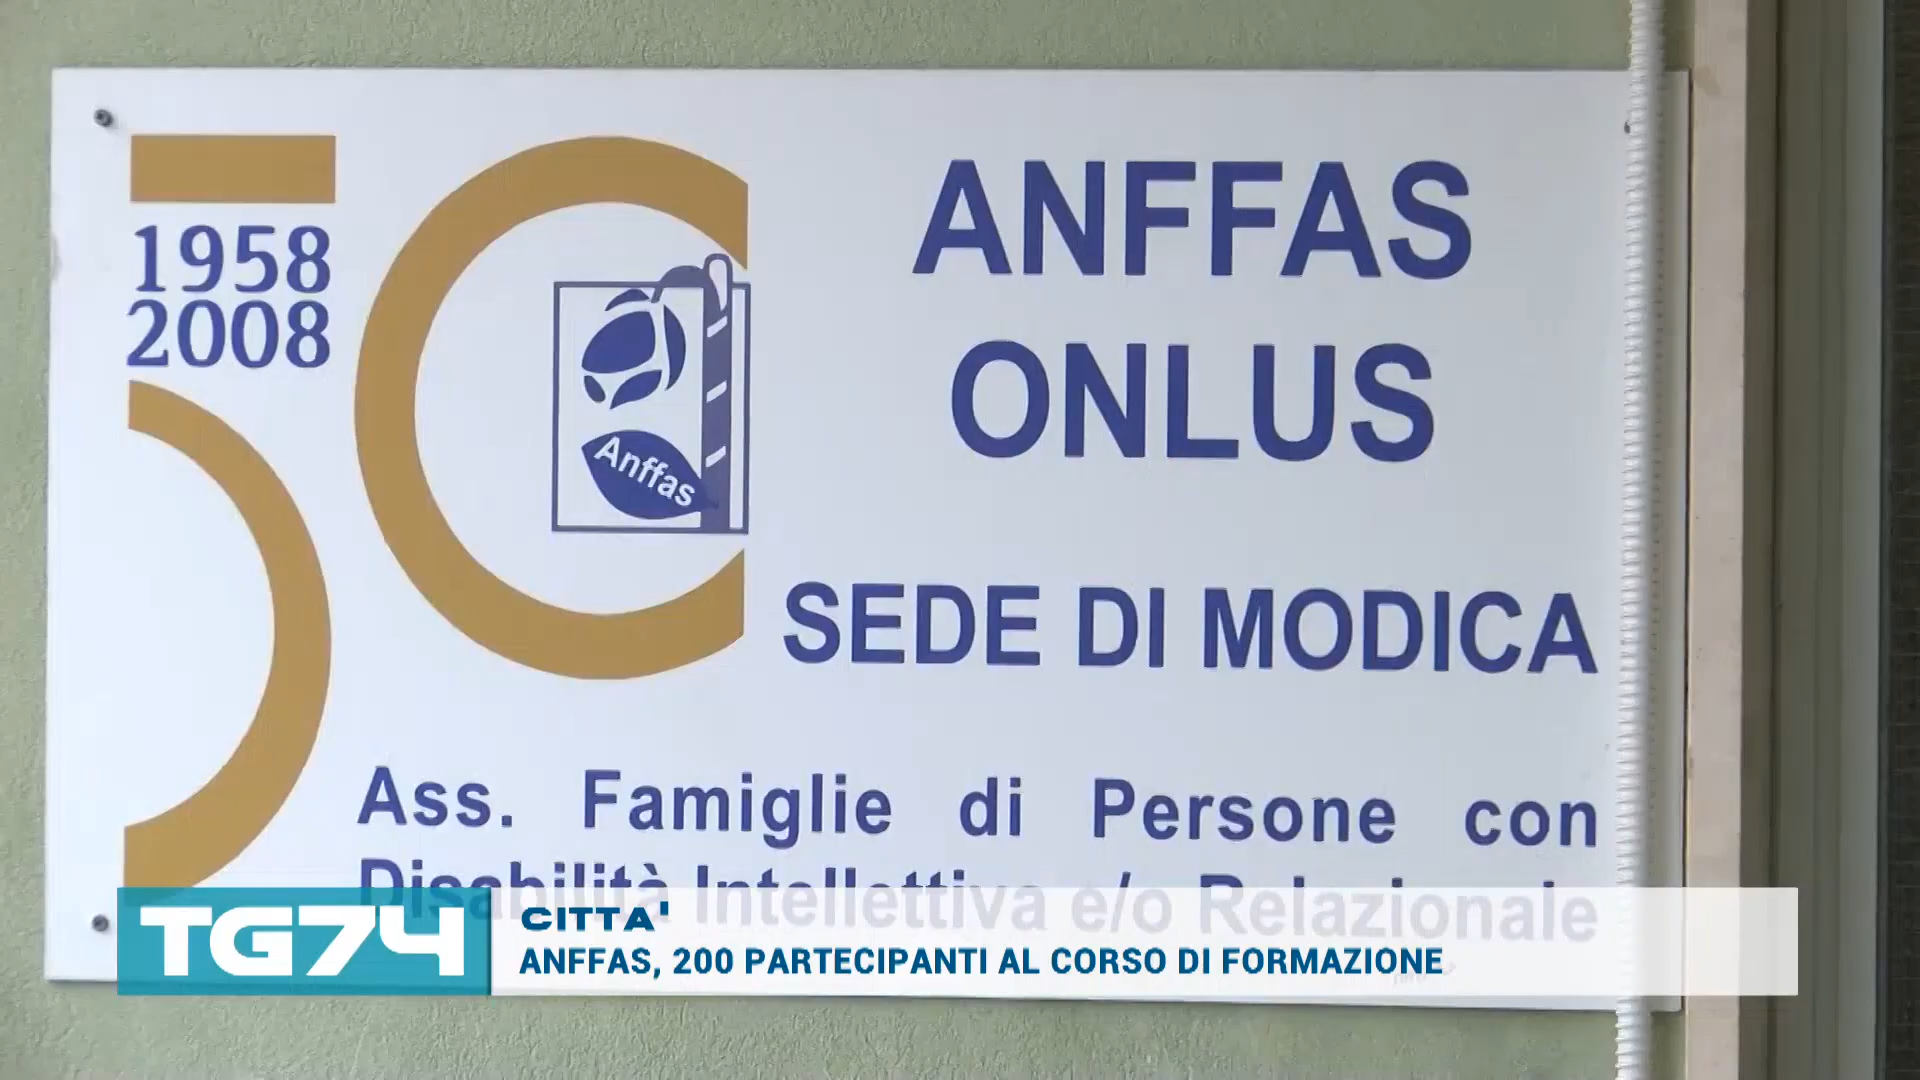 1958
2008
Anffas
ANFFAS
ONLUS
SEDE DI MODICA
Ass. Famiglie di Persone con
Disabilità Intellettiva e/o Relazionale
TG74
CITTA'
ANFFAS, 200 PARTECIPANTI AL CORSO DI FORMAZIONE